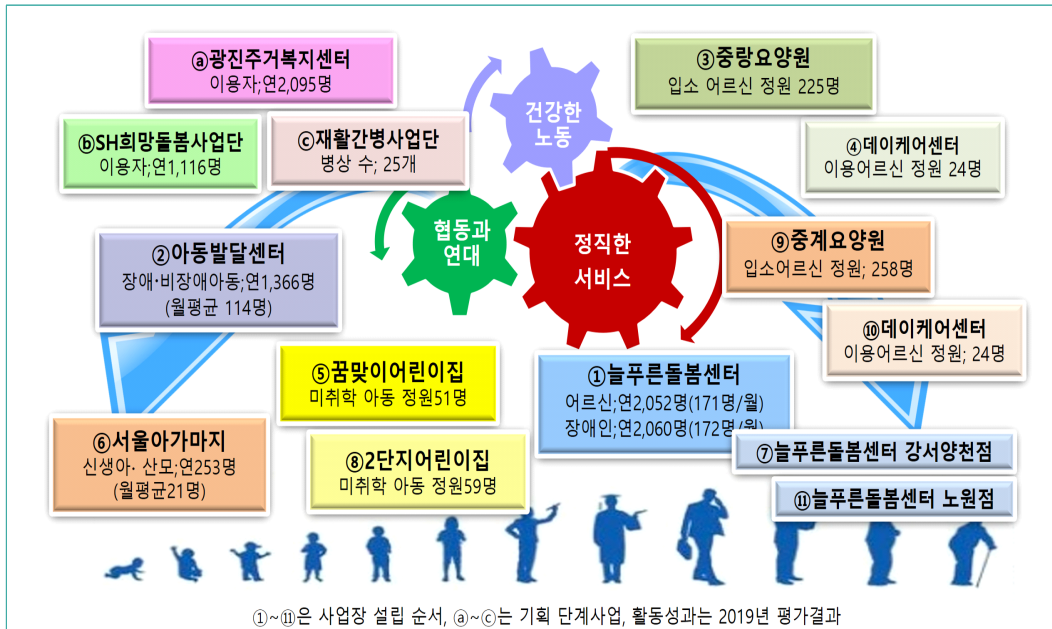 ⓐ광진주거복지센터
이용자;연2,095명
ⓑSH희망돌봄사업단
이용자;연1,116명
ⓒ재활간병사업단
병상 수; 25개
건강한
노동
협동과
연대
정직한
서비스
③중랑요양원
입소 어르신 정원 225명
④데이케어센터
이용어르신 정원 24명
②아동발달센터
장애·비장애아동;연1,366명
(월평균 114명)
⑨중계요양원
입소어르신 정원; 258명
⑩데이케어센터
이용어르신 정원; 24명
⑤꿈맞이어린이집
미취학 아동 정원51명
①늘푸른돌봄센터
어르신;연2,052명(171명/월)
장애인;연2,060명(172명/월)
⑥서울아가마지
신생아· 산모;연253명
(월평균21명)
⑧2단지어린이집
미취학 아동 정원59명
⑦늘푸른돌봄센터 강서양천점
⑪늘푸른돌봄센터 노원점
①~⑪은 사업장 설립 순서, ⓐ~ⓒ는 기획 단계사업, 활동성과는 2019년 평가결과